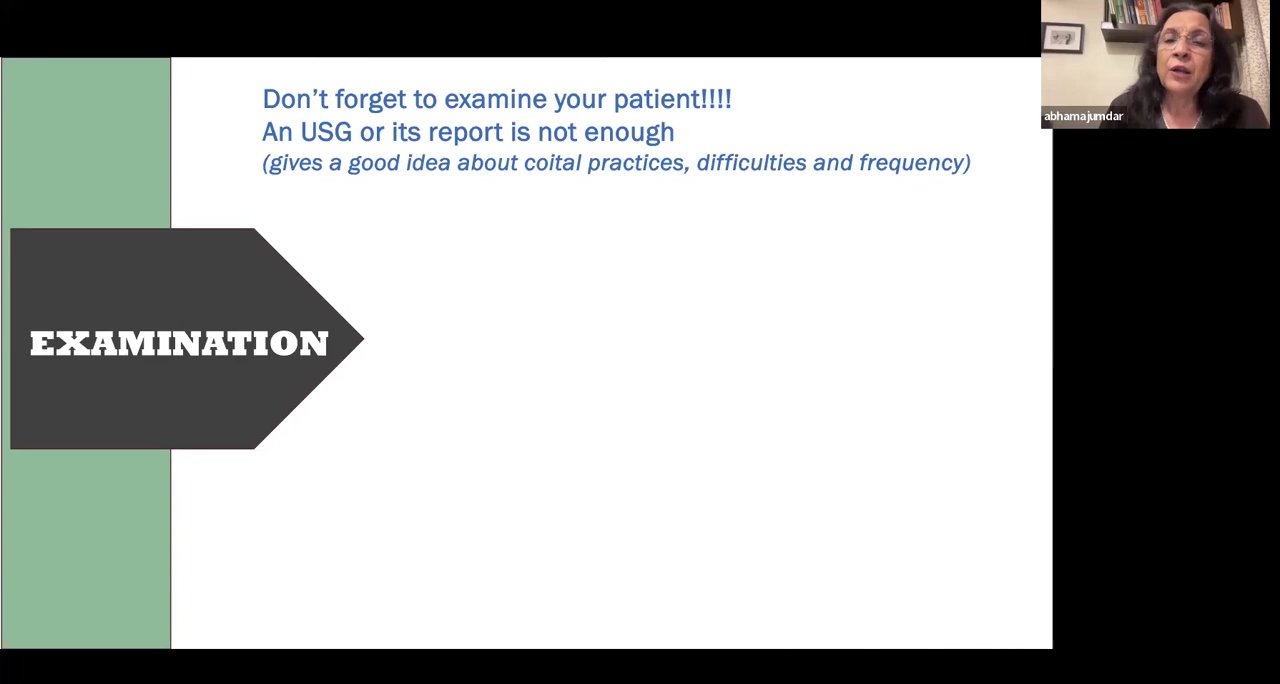 Don't forget to examine your patient!!!!
An USG or its report is not enough
(gives a good idea about coital practices, difficulties and frequency)
EXAMINATION
abhamajumdar